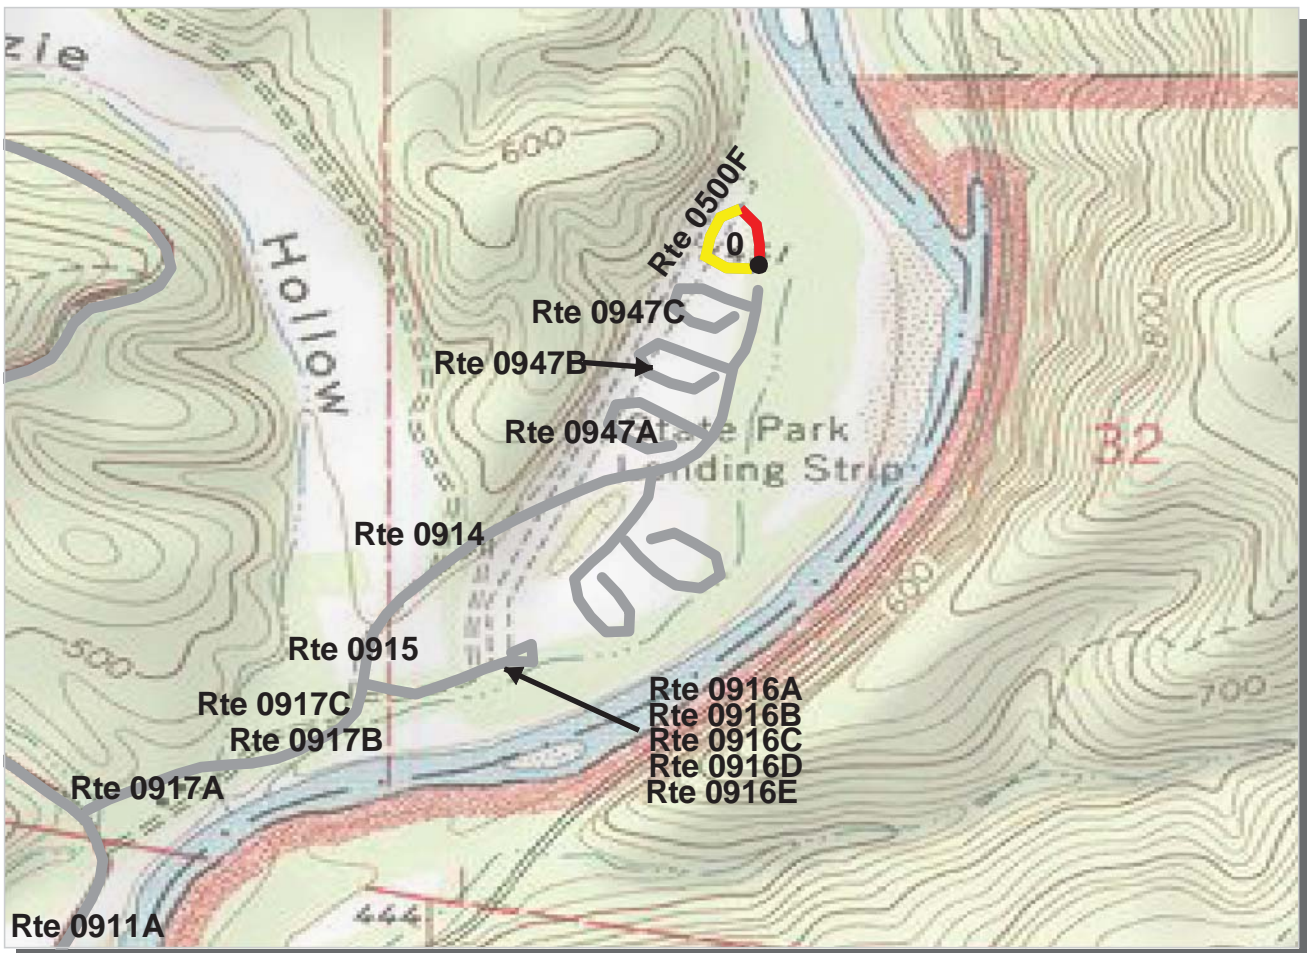 zie
600
Rte 0500F
0
Hollow
Rte 0947C
800
Rte 0947B
Rte 0947A
State Park
Landing Strip
32
Rte 0914
600
Rte 0915
500
Rte 0917C
Rte 0916A
700
Rte 0916B
Rte 0917B
Rte 0916C
Rte 0916D
Rte 0917A
Rte 0916E
444
Rte 0911A